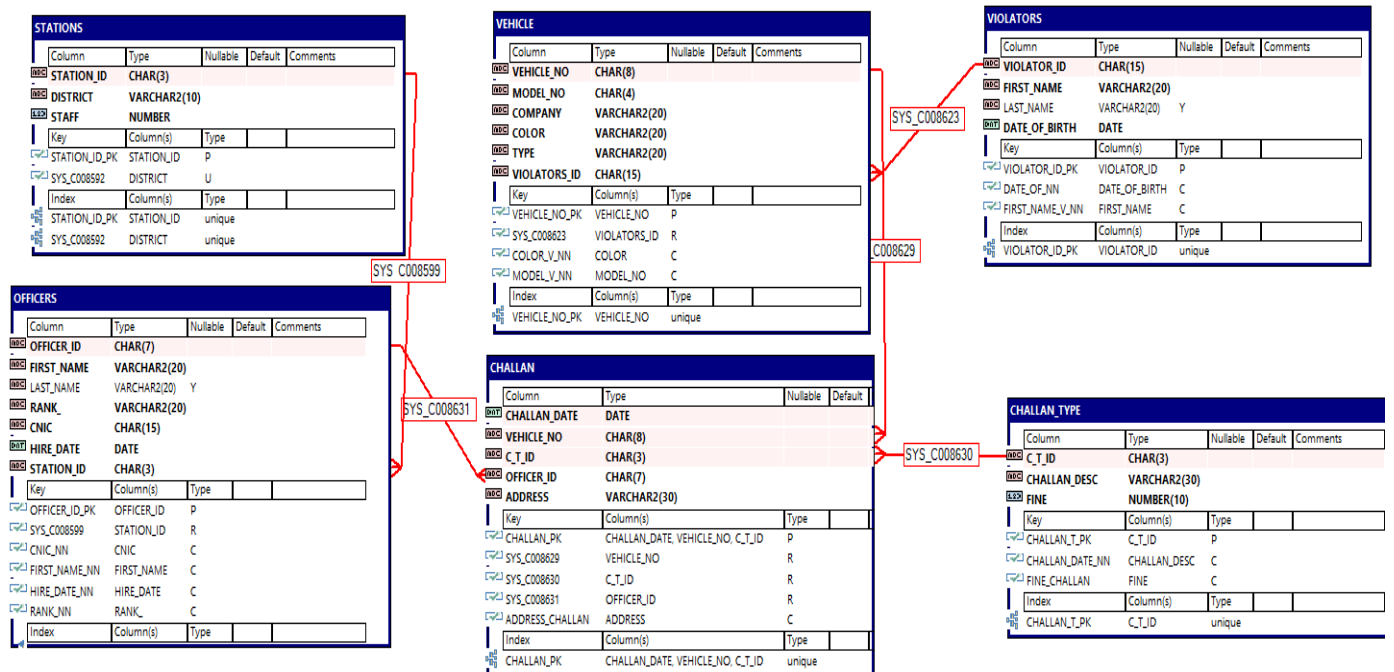 STATIONS
Column Type Nullable Default Comments
STATION_ID CHAR(3)
DISTRICT VARCHAR2(10)
STAFF NUMBER
Key Column(s) Type
STATION_ID_PK STATION_ID P
SYS_C008592 DISTRICT U
Index Column(s) Type
STATION_ID_PK STATION_ID unique
SYS_C008592 DISTRICT unique
VEHICLE
Column Type Nullable Default Comments
VEHICLE_NO CHAR(8)
MODEL_NO CHAR(4)
COMPANY VARCHAR2(20)
COLOR VARCHAR2(20)
TYPE VARCHAR2(20)
VIOLATORS_ID CHAR(15)
Key Column(s) Type
VEHICLE_NO_PK VEHICLE_NO P
SYS_C008623 VIOLATORS_ID R
COLOR_V_NN COLOR C
MODEL_V_NN MODEL_NO C
Index Column(s) Type
VEHICLE_NO_PK VEHICLE_NO unique
VIOLATORS
Column Type Nullable Default Comments
VIOLATOR_ID CHAR(15)
FIRST_NAME VARCHAR2(20)
LAST_NAME VARCHAR2(20) Y
DATE_OF_BIRTH DATE
Key Column(s) Type
VIOLATOR_ID_PK VIOLATOR_ID P
DATE_OF_NN DATE_OF_BIRTH C
FIRST_NAME_V_NN FIRST_NAME C
Index Column(s) Type
VIOLATOR_ID_PK VIOLATOR_ID unique
SYS_C008623
_C008629
SYS_C008599
OFFICERS
Column Type Nullable Default Comments
OFFICER_ID CHAR(7)
FIRST_NAME VARCHAR2(20)
LAST_NAME VARCHAR2(20) Y
RANK_ VARCHAR2(20)
CNIC CHAR(15)
HIRE_DATE DATE
STATION_ID CHAR(3)
Key Column(s) Type
OFFICER_ID_PK OFFICER_ID P
SYS_C008599 STATION_ID R
CNIC_NN CNIC C
FIRST_NAME_NN FIRST_NAME C
HIRE_DATE_NN HIRE_DATE C
RANK_NN RANK_ C
Index Column(s) Type
SYS_C008631
CHALLAN
Column Type Nullable Default
CHALLAN_DATE DATE
VEHICLE_NO CHAR(8)
C_T_ID CHAR(3)
OFFICER_ID CHAR(7)
ADDRESS VARCHAR2(30)
Key Column(s) Type
CHALLAN_PK CHALLAN_DATE, VEHICLE_NO, C_T_ID P
SYS_C008629 VEHICLE_NO R
SYS_C008630 C_T_ID R
SYS_C008631 OFFICER_ID R
ADDRESS_CHALLAN ADDRESS C
Index Column(s) Type
CHALLAN_PK CHALLAN_DATE, VEHICLE_NO, C_T_ID unique
SYS_C008630
CHALLAN_TYPE
Column Type Nullable Default Comments
C_T_ID CHAR(3)
CHALLAN_DESC VARCHAR2(30)
FINE NUMBER(10)
Key Column(s) Type
CHALLAN_T_PK C_T_ID P
CHALLAN_DATE_NN CHALLAN_DESC C
FINE_CHALLAN FINE C
Index Column(s) Type
CHALLAN_T_PK C_T_ID unique